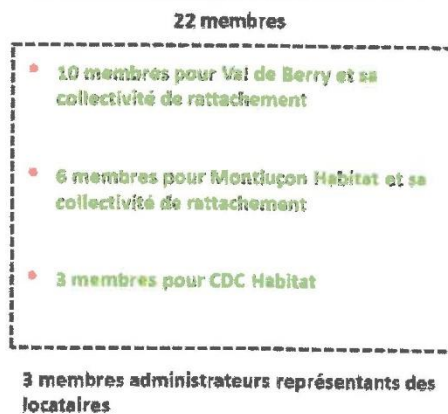 22 membres
• 10 membres pour Val de Berry et sa
collectivité de rattachement
• 6 membres pour Montluçon Habitat et sa
collectivité de rattachement
• 3 membres pour CDC Habitat
3 membres administrateurs représentants des
locataires